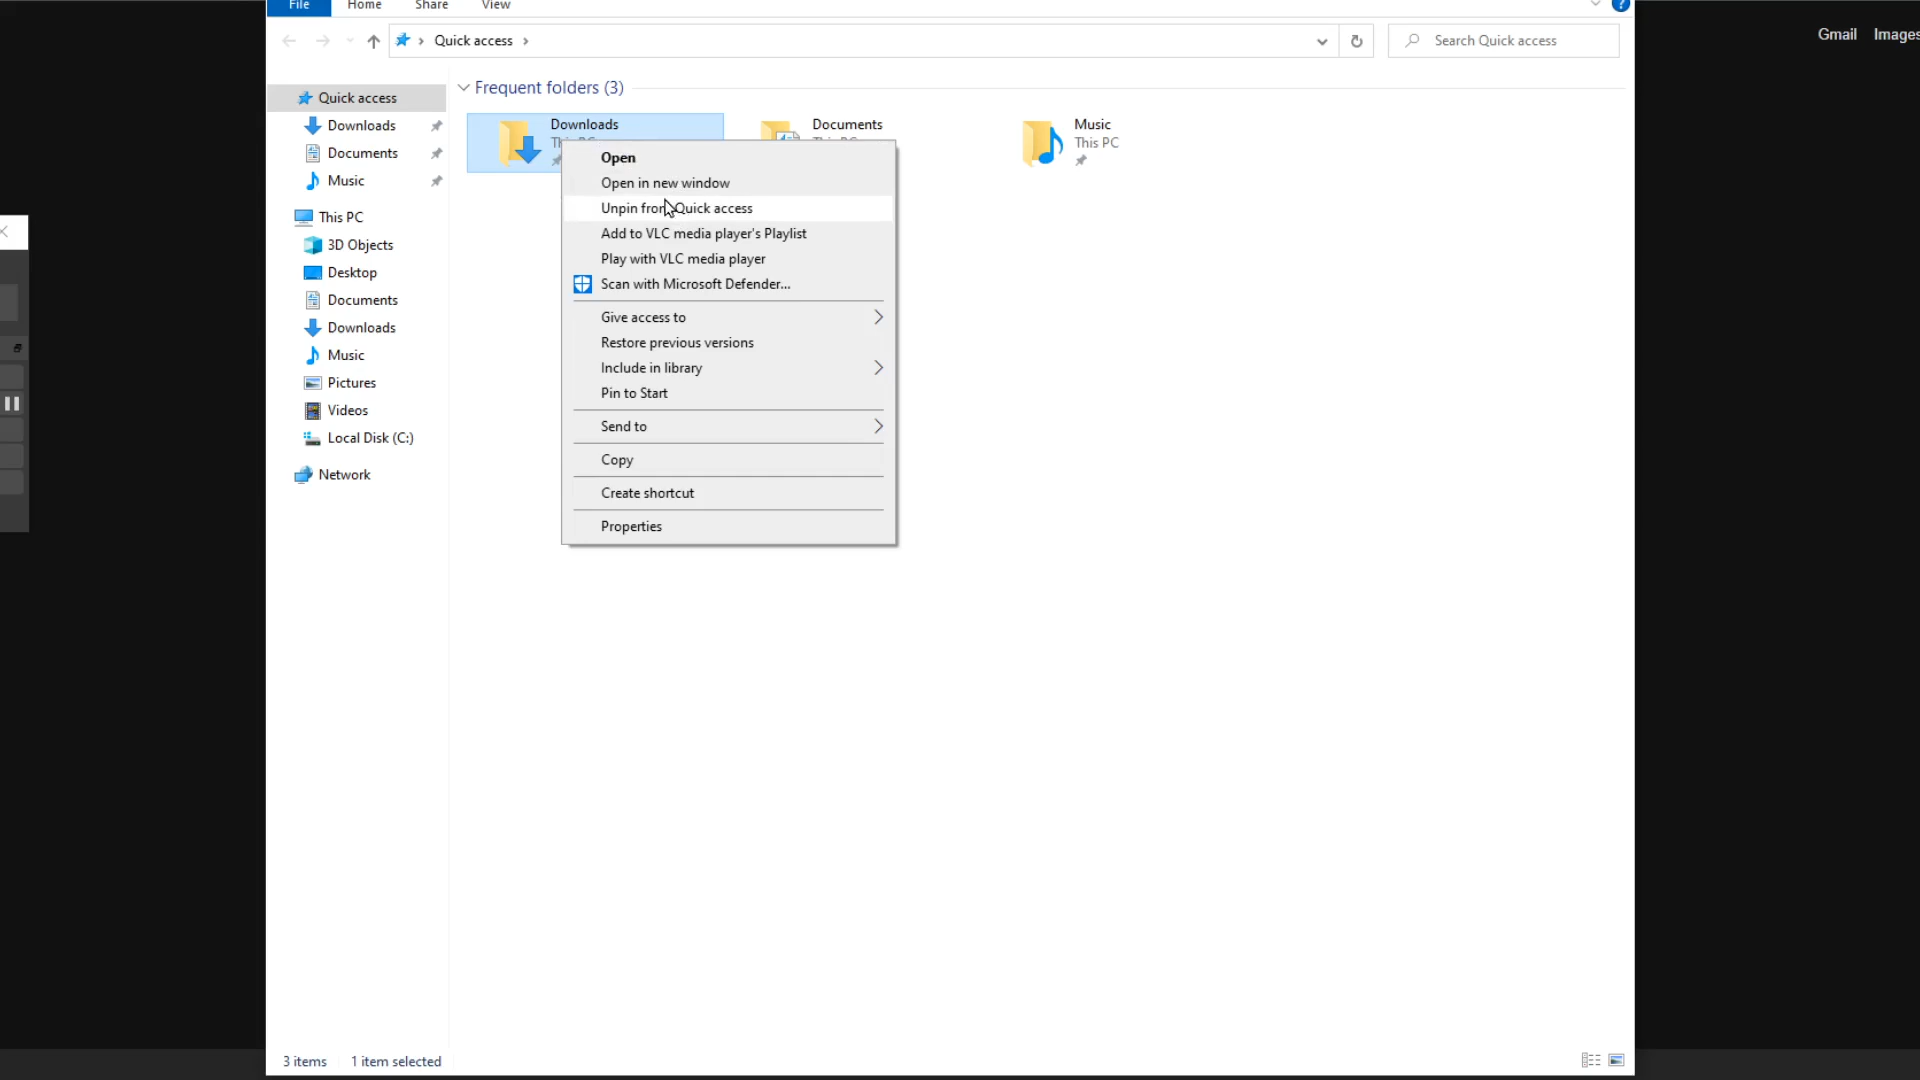 File Home Share View
Gmail Images
Quick access
Search Quick access
Quick access
Downloads
Documents
Music
This PC
3D Objects
Desktop
Documents
Downloads
Music
Pictures
Videos
Local Disk (C:)
Network
Frequent folders (3)
Downloads
Documents
Music
This PC
Open
Open in new window
Unpin from Quick access
Add to VLC media player's Playlist
Play with VLC media player
Scan with Microsoft Defender...
Give access to
Restore previous versions
Include in library
Pin to Start
Send to
Copy
Create shortcut
Properties
3 items 1 item selected